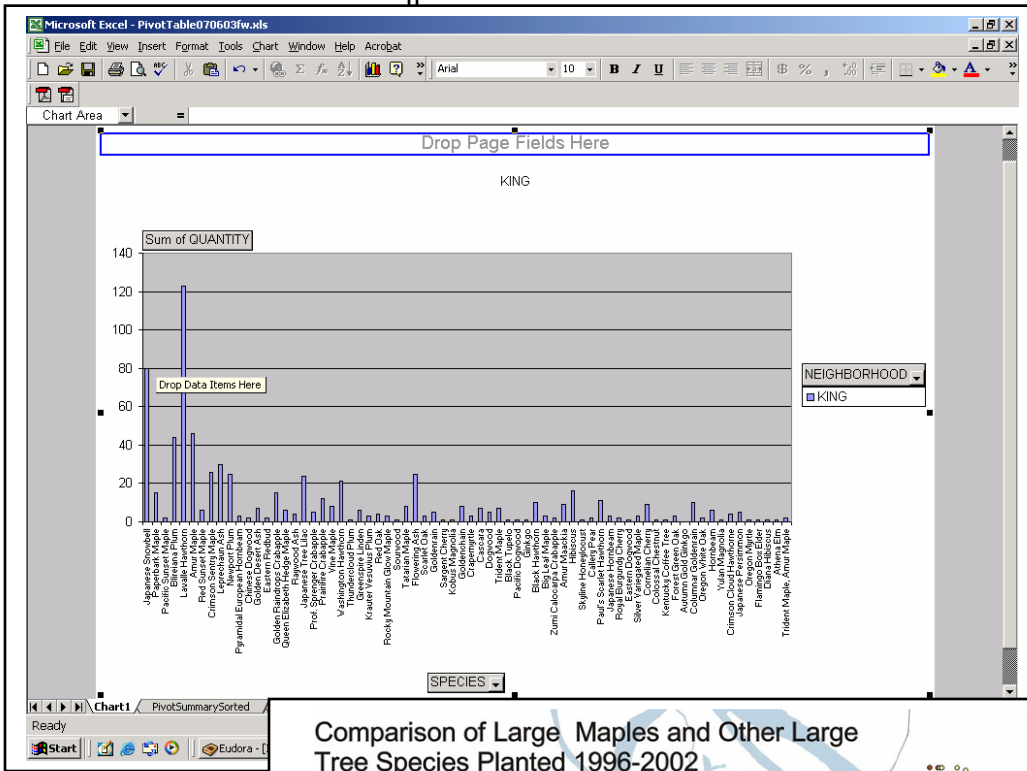 Microsoft Excel - PivotTable070603fw.xls
File Edit View Insert Format Tools Chart Window Help Acrobat
Arial 10 B I U $ % ,
Chart Area =
Drop Page Fields Here
KING
Sum of QUANTITY
140
120
100
80
60
40
20
0
Drop Data Items Here
NEIGHBORHOOD
KING
Japanese Snowbell
Paperbark Maple
Pacific Sunset Maple
Blireiana Plum
Lavalle Hawthorn
Amur Maple
Red Sunset Maple
Crimson Sentry Maple
Leprechaun Ash
Newport Plum
Pyramidal European Hornbeam
Chinese Dogwood
Golden Desert Ash
Eastern Redbud
Golden Raindrops Crabapple
Queen Elizabeth Hedge Maple
Raywood Ash
Japanese Tree Lilac
Prof. Sprenger Crabapple
Prairifire Crabapple
Vine Maple
Washington Hawthorn
Thundercloud Plum
Greenspire Linden
Krauter Vesuvius Plum
Red Oak
Rocky Mountain Glow Maple
Sourwood
Tatarian Maple
Flowering Ash
Scarlet Oak
Goldenrain
Sargent Cherry
Kobus Magnolia
Goldenchain
Crapemyrtle
Cascara
Dogwood
Trident Maple
Black Tupelo
Pacific Dogwood
Ginkgo
Black Hawthorn
Big Leaf Maple
Zumi Calocarpa Crabapple
Amur Maackia
Hibiscus
Skyline Honeylocust
Callery Pear
Paul's Scarlet Hawthorn
Japanese Hornbeam
Royal Burgundy Cherry
Eastern Dogwood
Silver Variegated Maple
Cornelian Cherry
Colossal Chestnut
Kentucky Coffee Tree
Forest Green Oak
Autumn Gold Ginkgo
Columnar Goldenrain
Oregon White Oak
Hornbeam
Yulan Magnolia
Crimson Cloud Hawthorne
Japanese Persimmon
Oregon Myrtle
Flamingo Boxelder
Diana Hibiscus
Athena Elm
Trident Maple, Amur Maple
SPECIES
Chart1 PivotSummarySorted
Ready
Start Eudora - [
Comparison of Large Maples and Other Large
Tree Species Planted 1996-2002